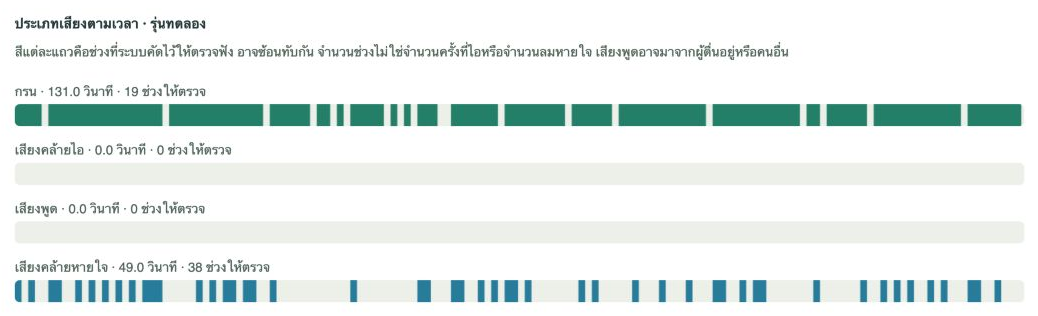 ประเภทเสียงตามเวลา · รุ่นทดลอง
สีแต่ละแถวคือช่วงที่ระบบคัดไว้ให้ตรวจฟัง อาจซ้อนทับกัน จำนวนช่วงไม่ใช่จำนวนครั้งที่ไอหรือจำนวนลมหายใจ เสียงพูดอาจมาจากผู้ตื่นอยู่หรือคนอื่น
กรน · 131.0 วินาที · 19 ช่วงให้ตรวจ
เสียงคล้ายไอ · 0.0 วินาที · 0 ช่วงให้ตรวจ
เสียงพูด · 0.0 วินาที · 0 ช่วงให้ตรวจ
เสียงคล้ายหายใจ · 49.0 วินาที · 38 ช่วงให้ตรวจ